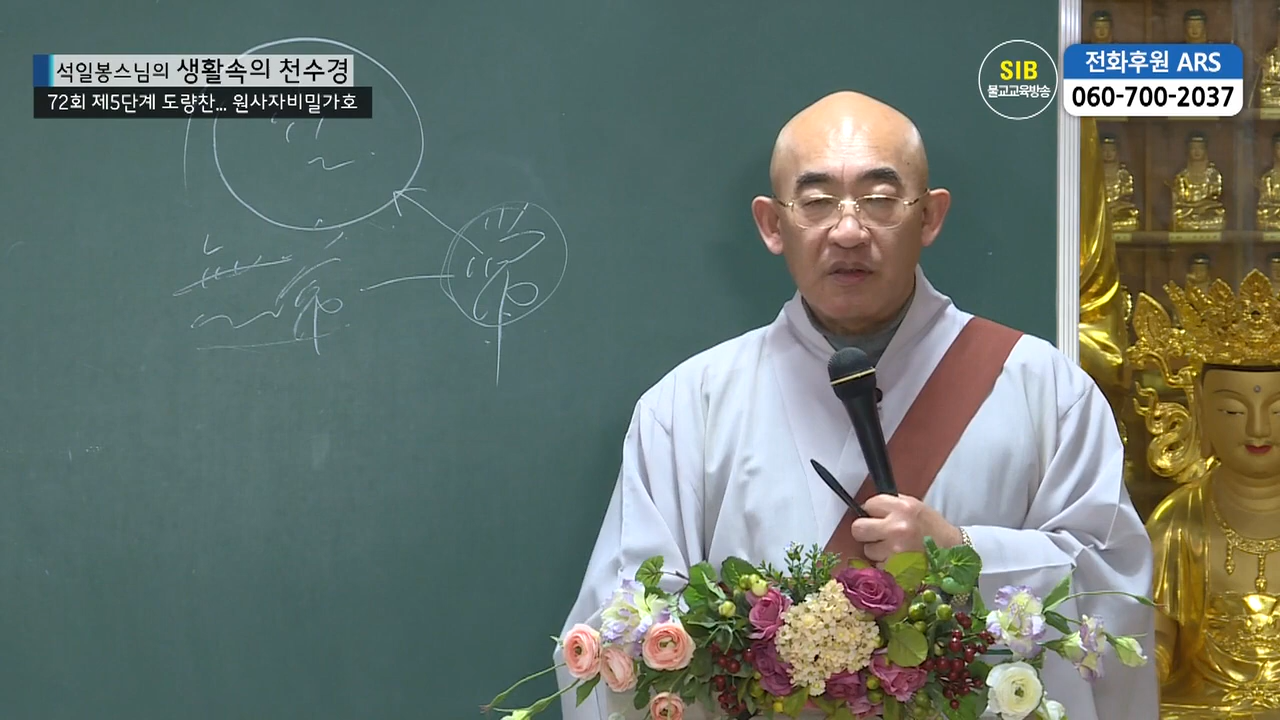 석일봉스님의 생활속의 천수경
72회 제5단계 도량찬... 원사자비밀가호
SIB
불교교육방송
전화후원 ARS
060-700-2037
常